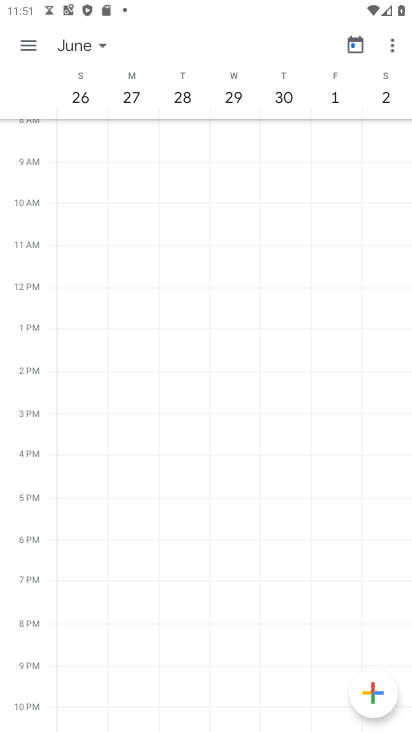 11:51
June
S M T W T F S
26 27 28 29 30 1 2
8 AM
9 AM
10 AM
11 AM
12 PM
1 PM
2 PM
3 PM
4 PM
5 PM
6 PM
7 PM
8 PM
9 PM
10 PM